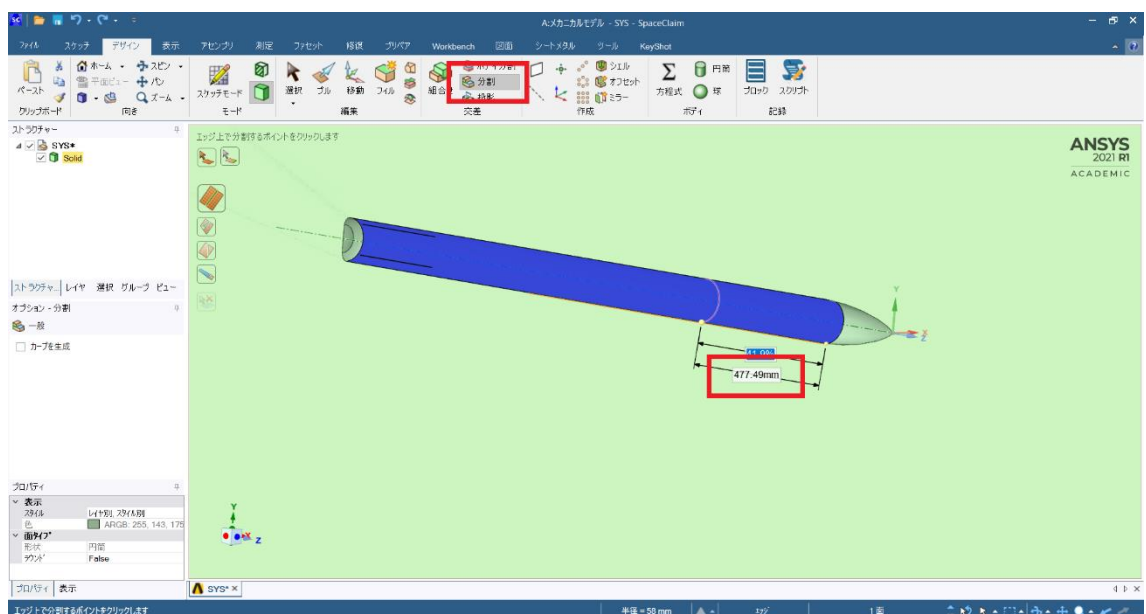 A:メカニカルモデル - SYS - SpaceClaim
ファイル スケッチ デザイン 表示 アセンブリ 測定 ファセット 修復 プリペア Workbench 図面 シートメタル ツール KeyShot
ペースト
ホーム
スピン
平面ビュー
パン
ズーム
スケッチモード
選択 プル 移動 フィル
分割
投影
シェル
オフセット
ミラー
方程式
円筒
球
ブロック スクリプト
クリップボード 向き モード 編集 交差 作成 ボディ 記録
ストラクチャー
SYS*
Solid
レイヤ 選択 グループ ビュー
オプション - 分割
一般
カーブを生成
プロパティ
表示
スタイル レイヤ別, スタイル別
色 ARGB: 255, 143, 175
面タイプ
形状 円筒
ラウンド False
プロパティ 表示
エッジ上で分割するポイントをクリックします
ANSYS
2021 R1
ACADEMIC
Y
X
Z
477.49mm
Y
X
Z
SYS*
エッジ上で分割するポイントをクリックします
半径 = 58 mm
エッジ
1 面